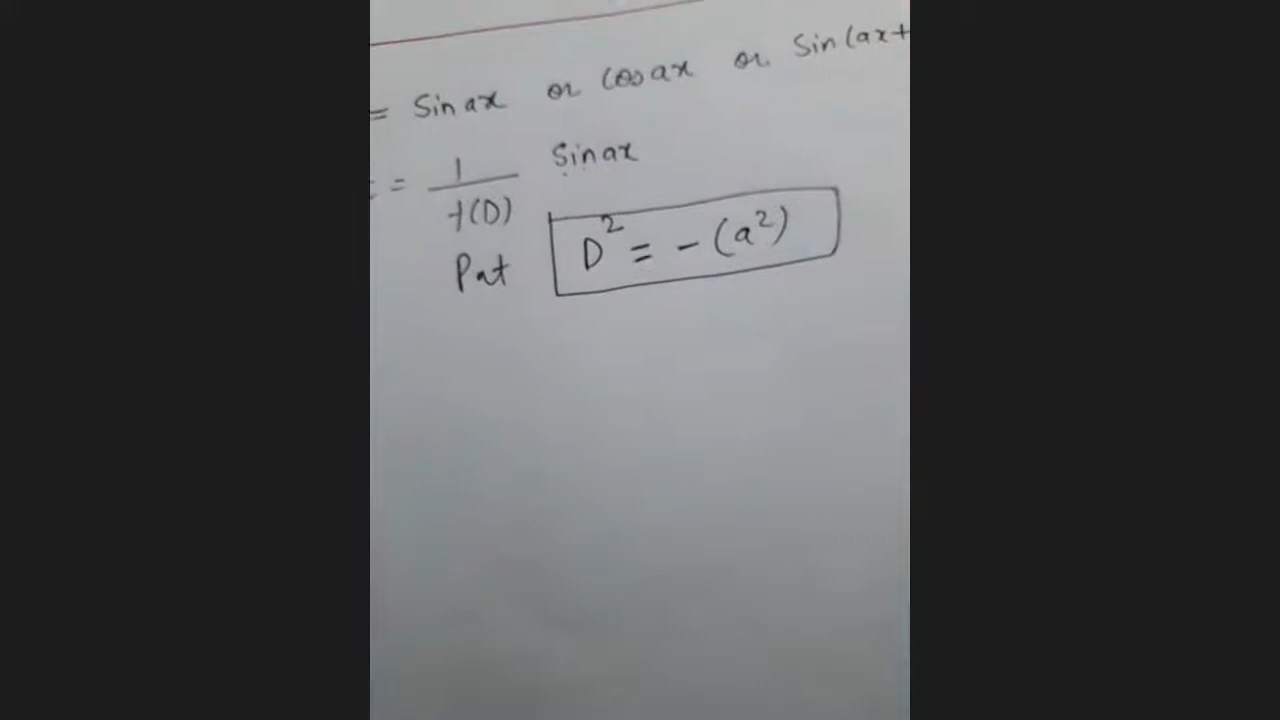 = Sin ax or Cos ax or Sin(ax+
= 1/f(D) Sin ax
Put D² = -(a²)